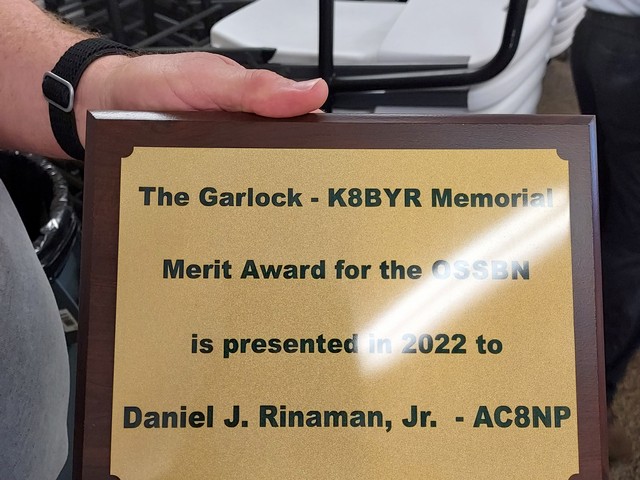 The Garlock - K8BYR Memorial
Merit Award for the OSSBN
is presented in 2022 to
Daniel J. Rinaman, Jr. - AC8NP